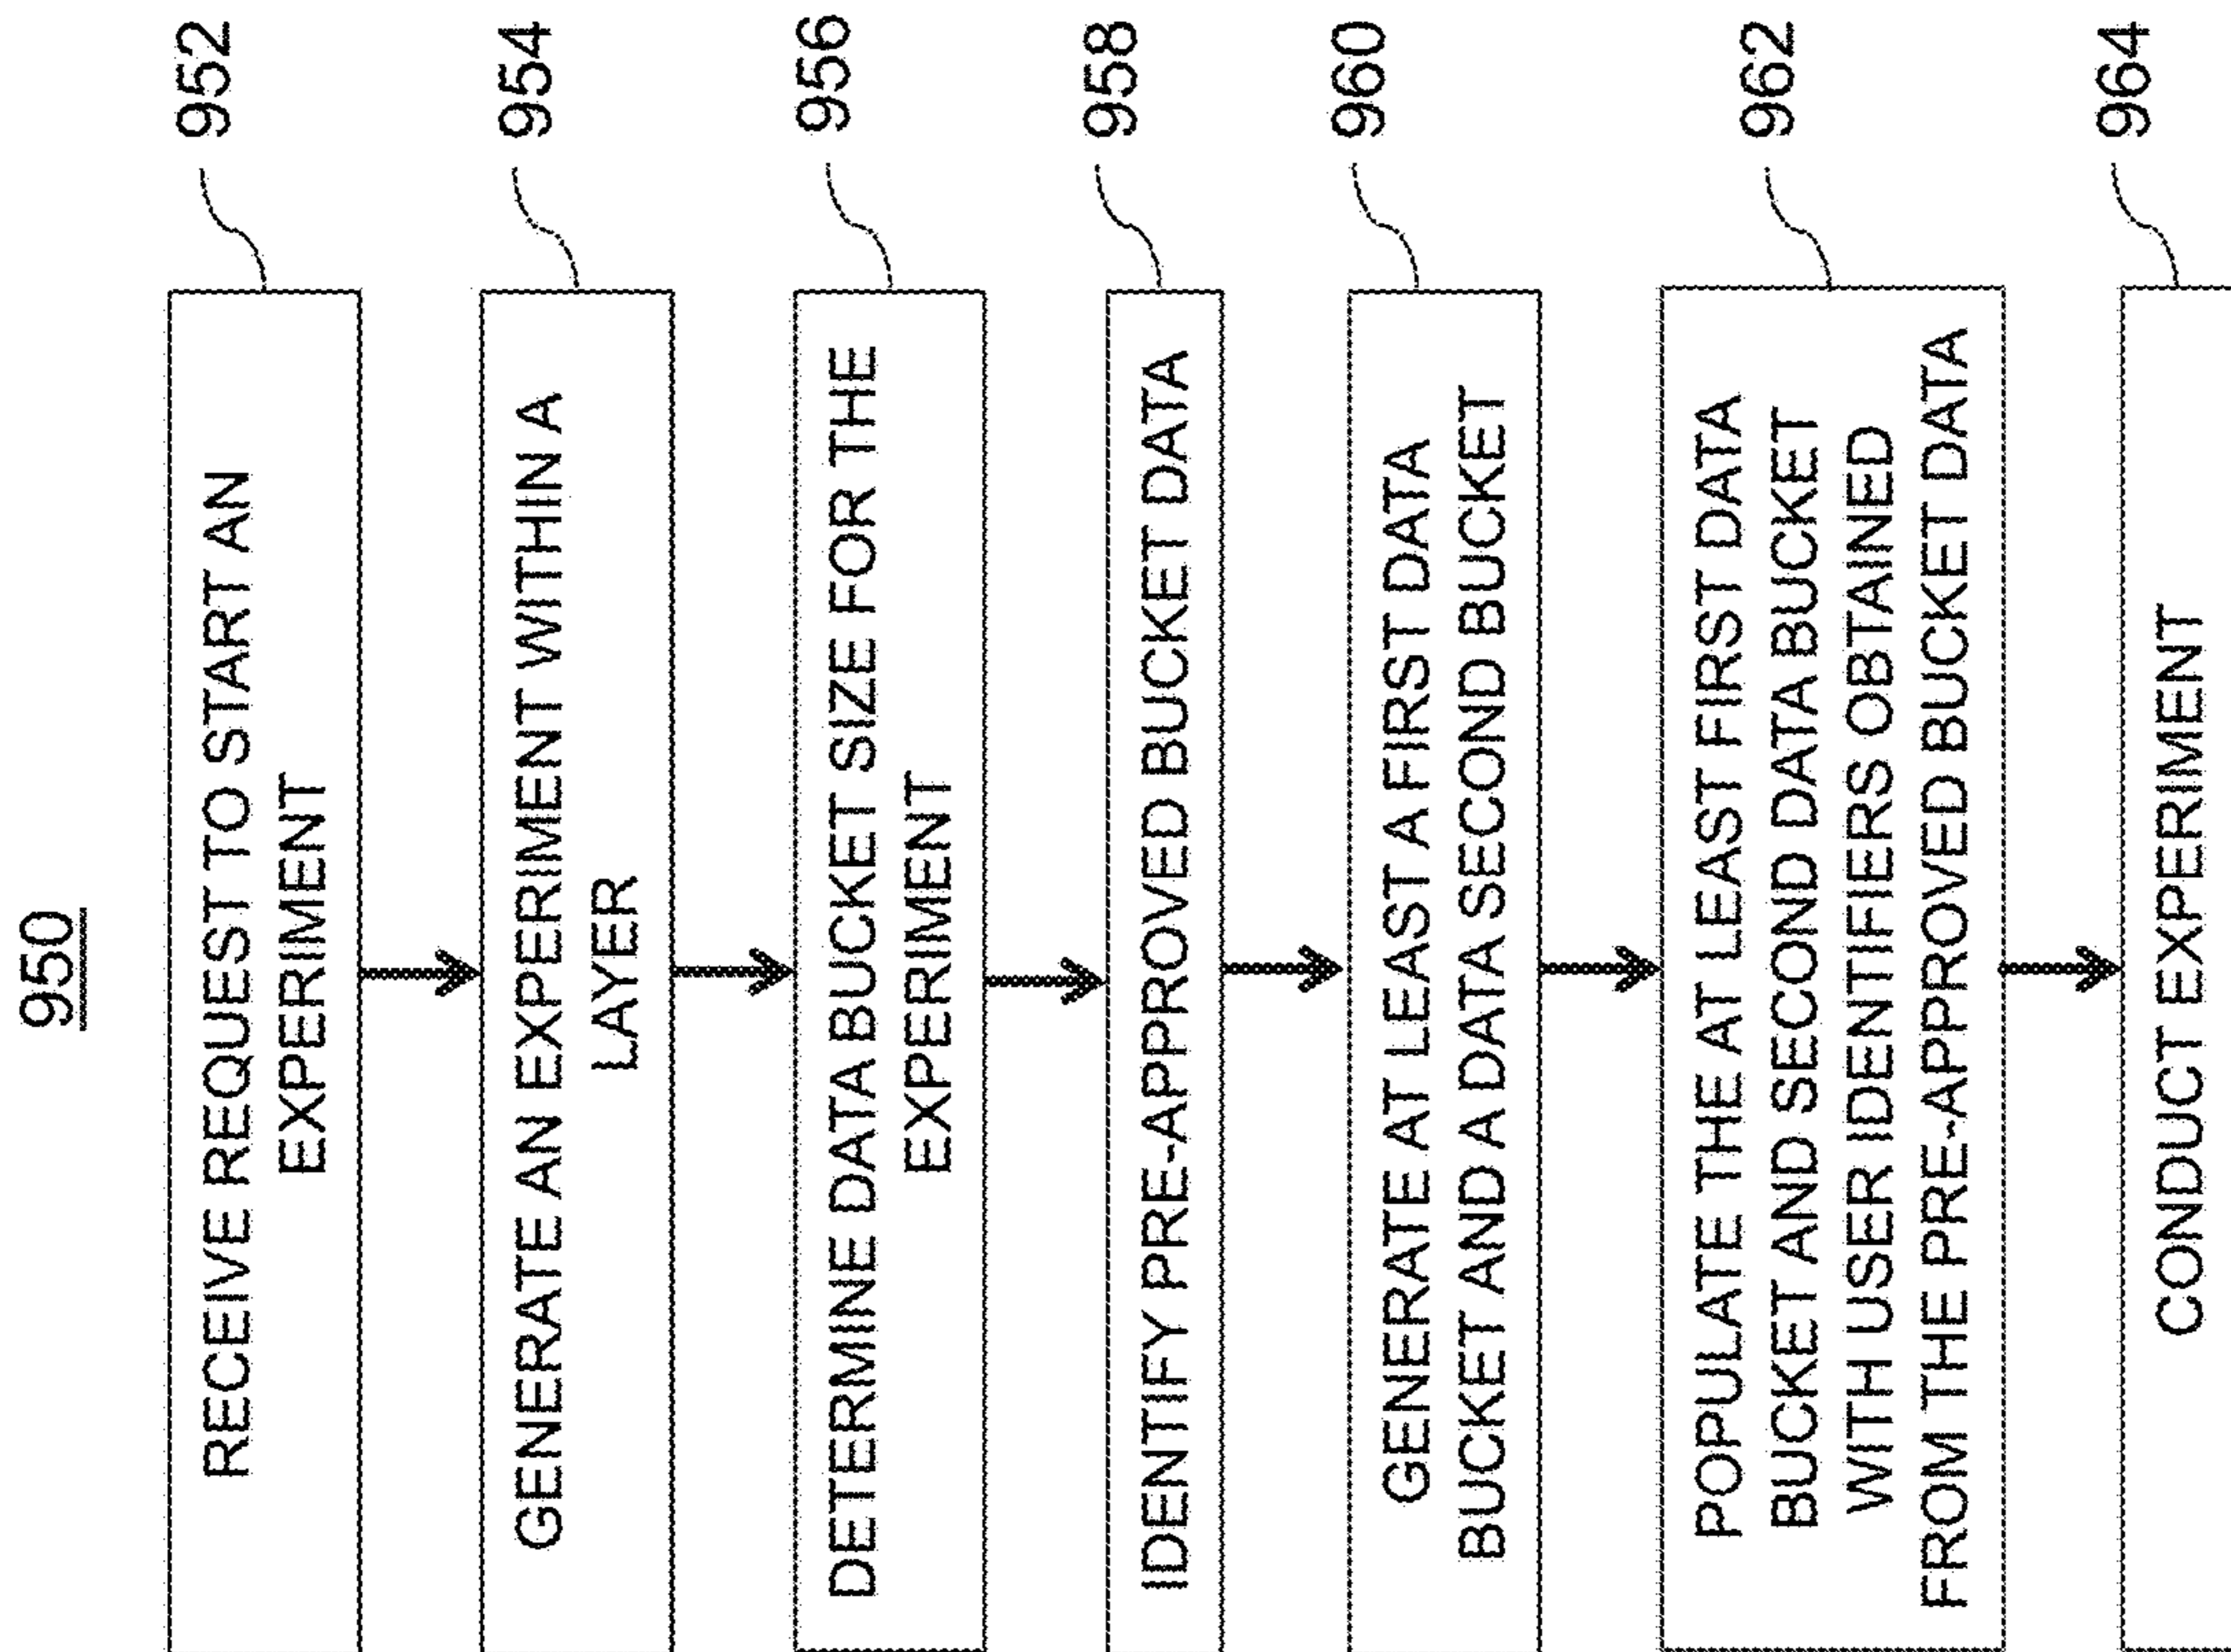 950
RECEIVE REQUEST TO START AN
EXPERIMENT
952
GENERATE AN EXPERIMENT WITHIN A
LAYER
954
DETERMINE DATA BUCKET SIZE FOR THE
EXPERIMENT
956
IDENTIFY PRE-APPROVED BUCKET DATA
958
GENERATE AT LEAST A FIRST DATA
BUCKET AND A DATA SECOND BUCKET
960
POPULATE THE AT LEAST FIRST DATA
BUCKET AND SECOND DATA BUCKET
WITH USER IDENTIFIERS OBTAINED
FROM THE PRE-APPROVED BUCKET DATA
962
CONDUCT EXPERIMENT
964